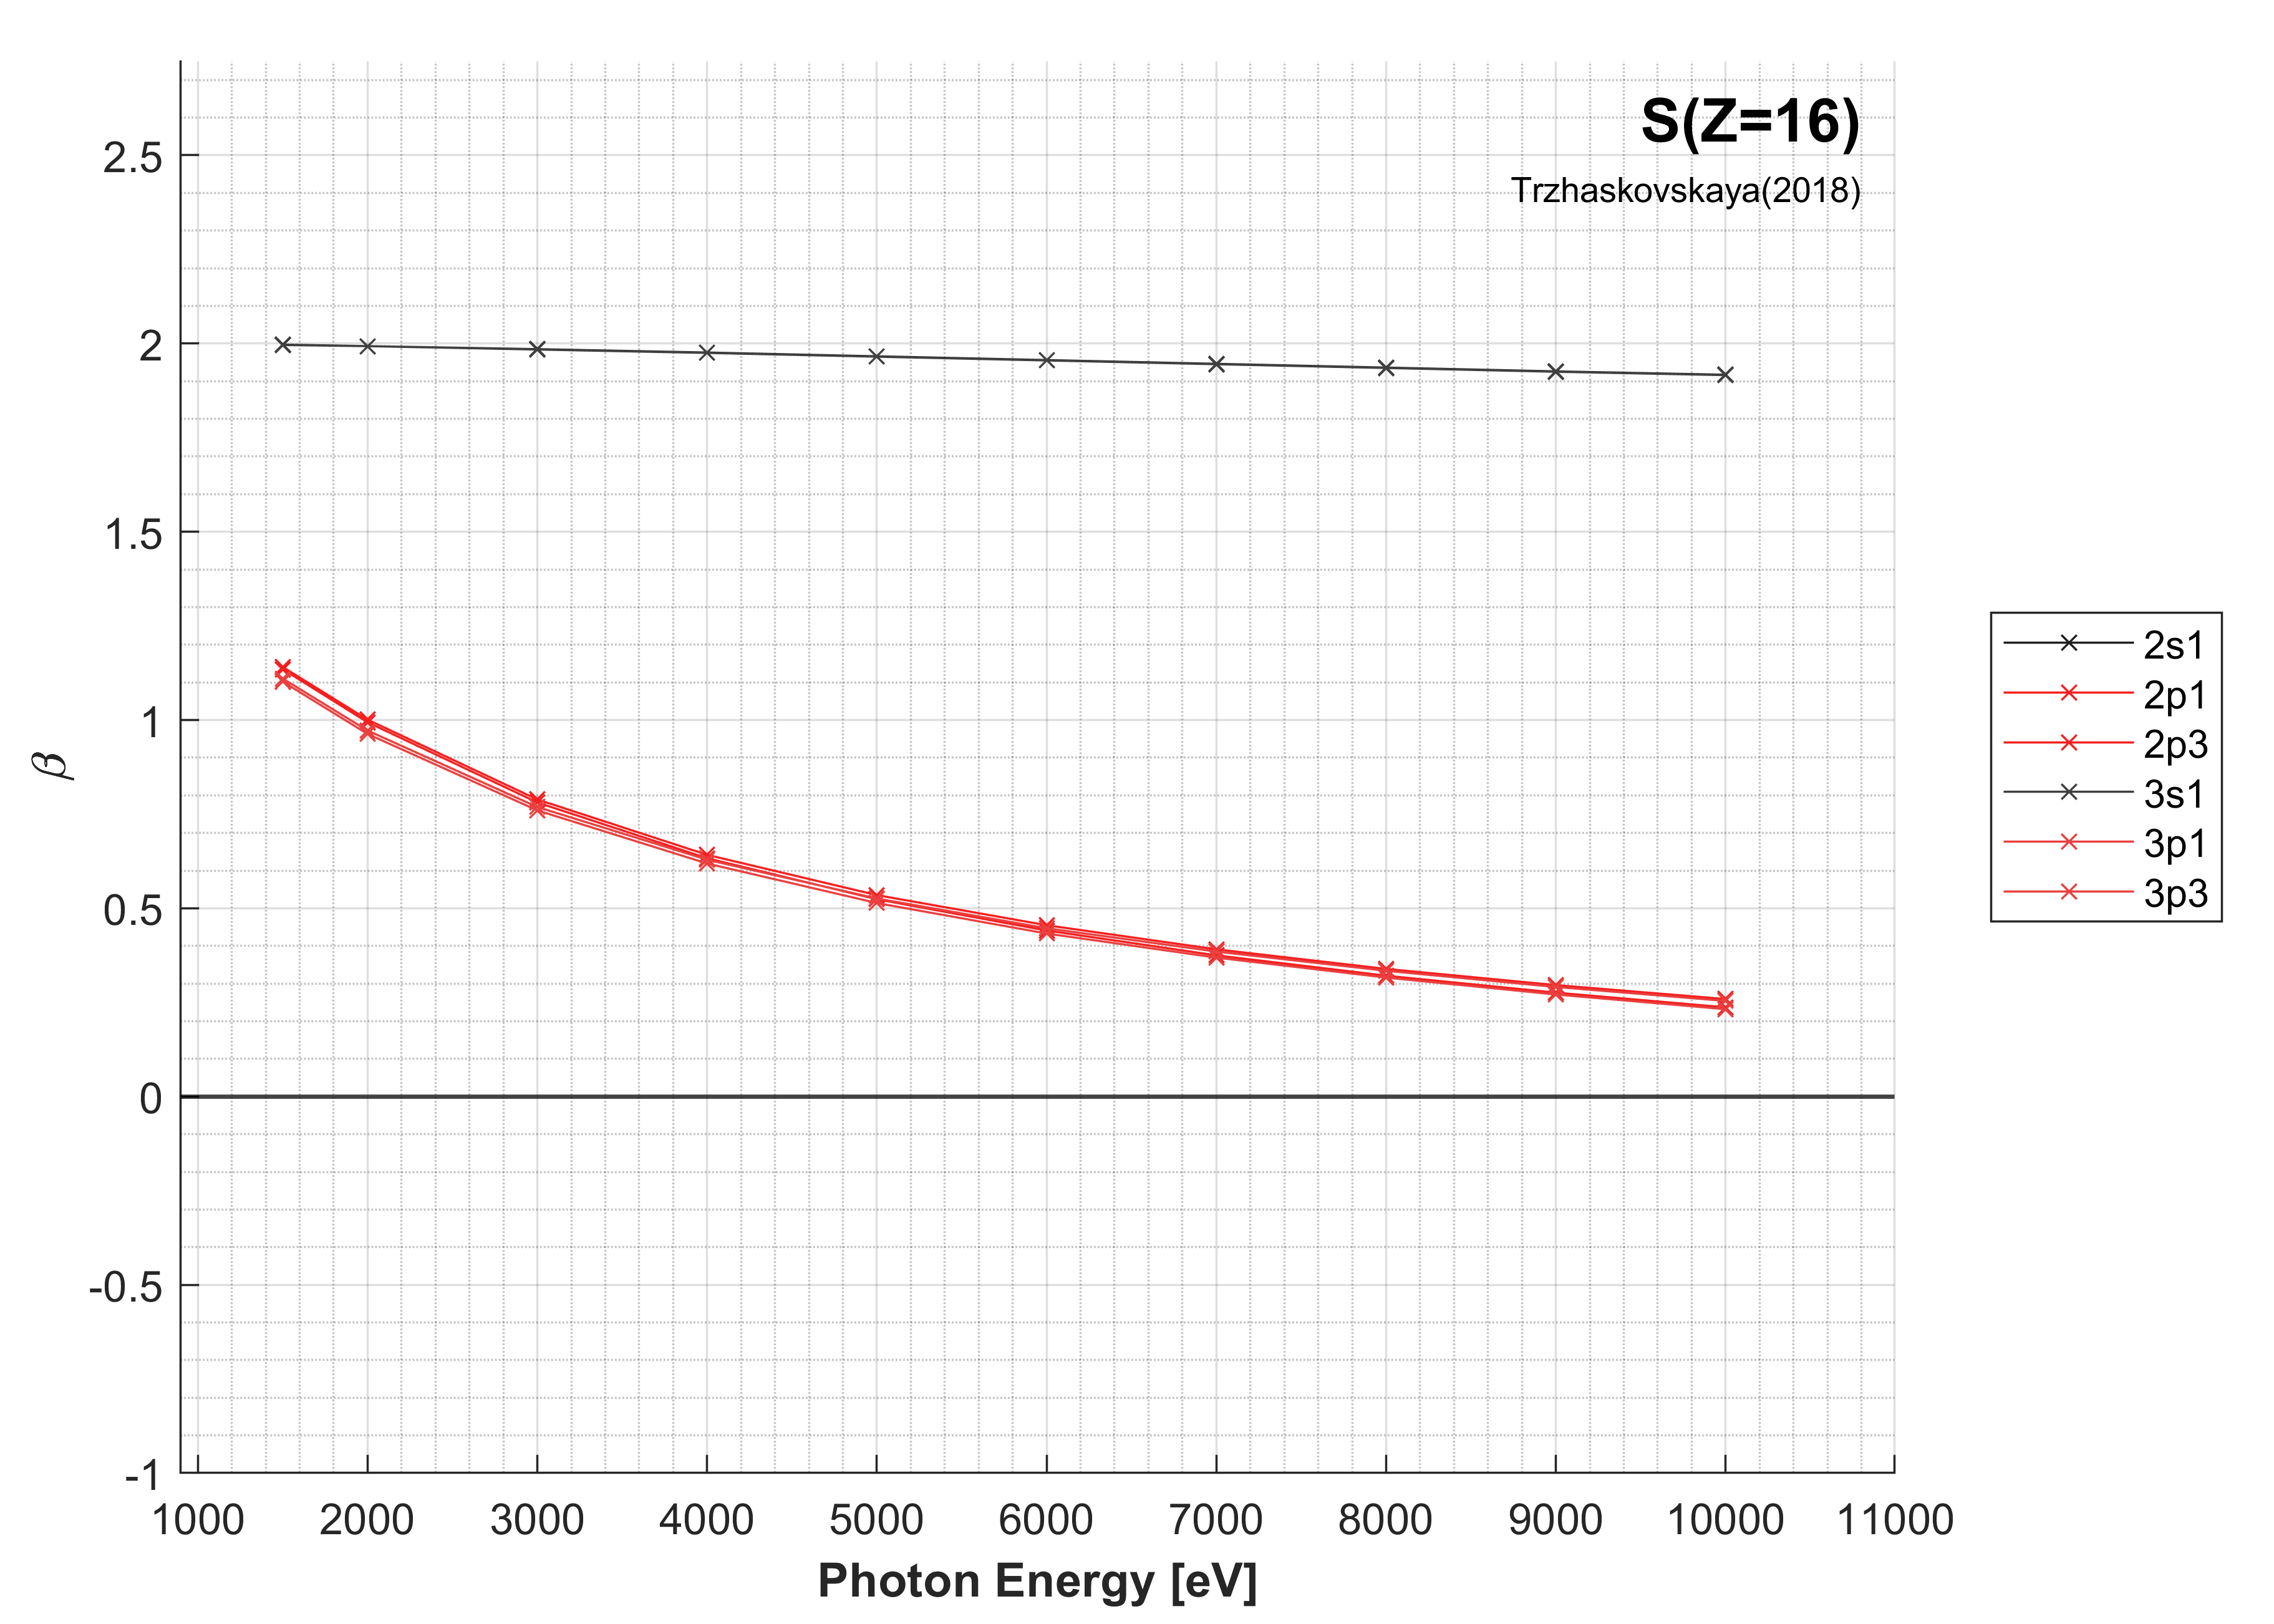 S(Z=16)
Trzhaskovskaya(2018)
2.5
2
1.5
1
0.5
0
-0.5
-1
β
1000 2000 3000 4000 5000 6000 7000 8000 9000 10000 11000
Photon Energy [eV]
2s1
2p1
2p3
3s1
3p1
3p3